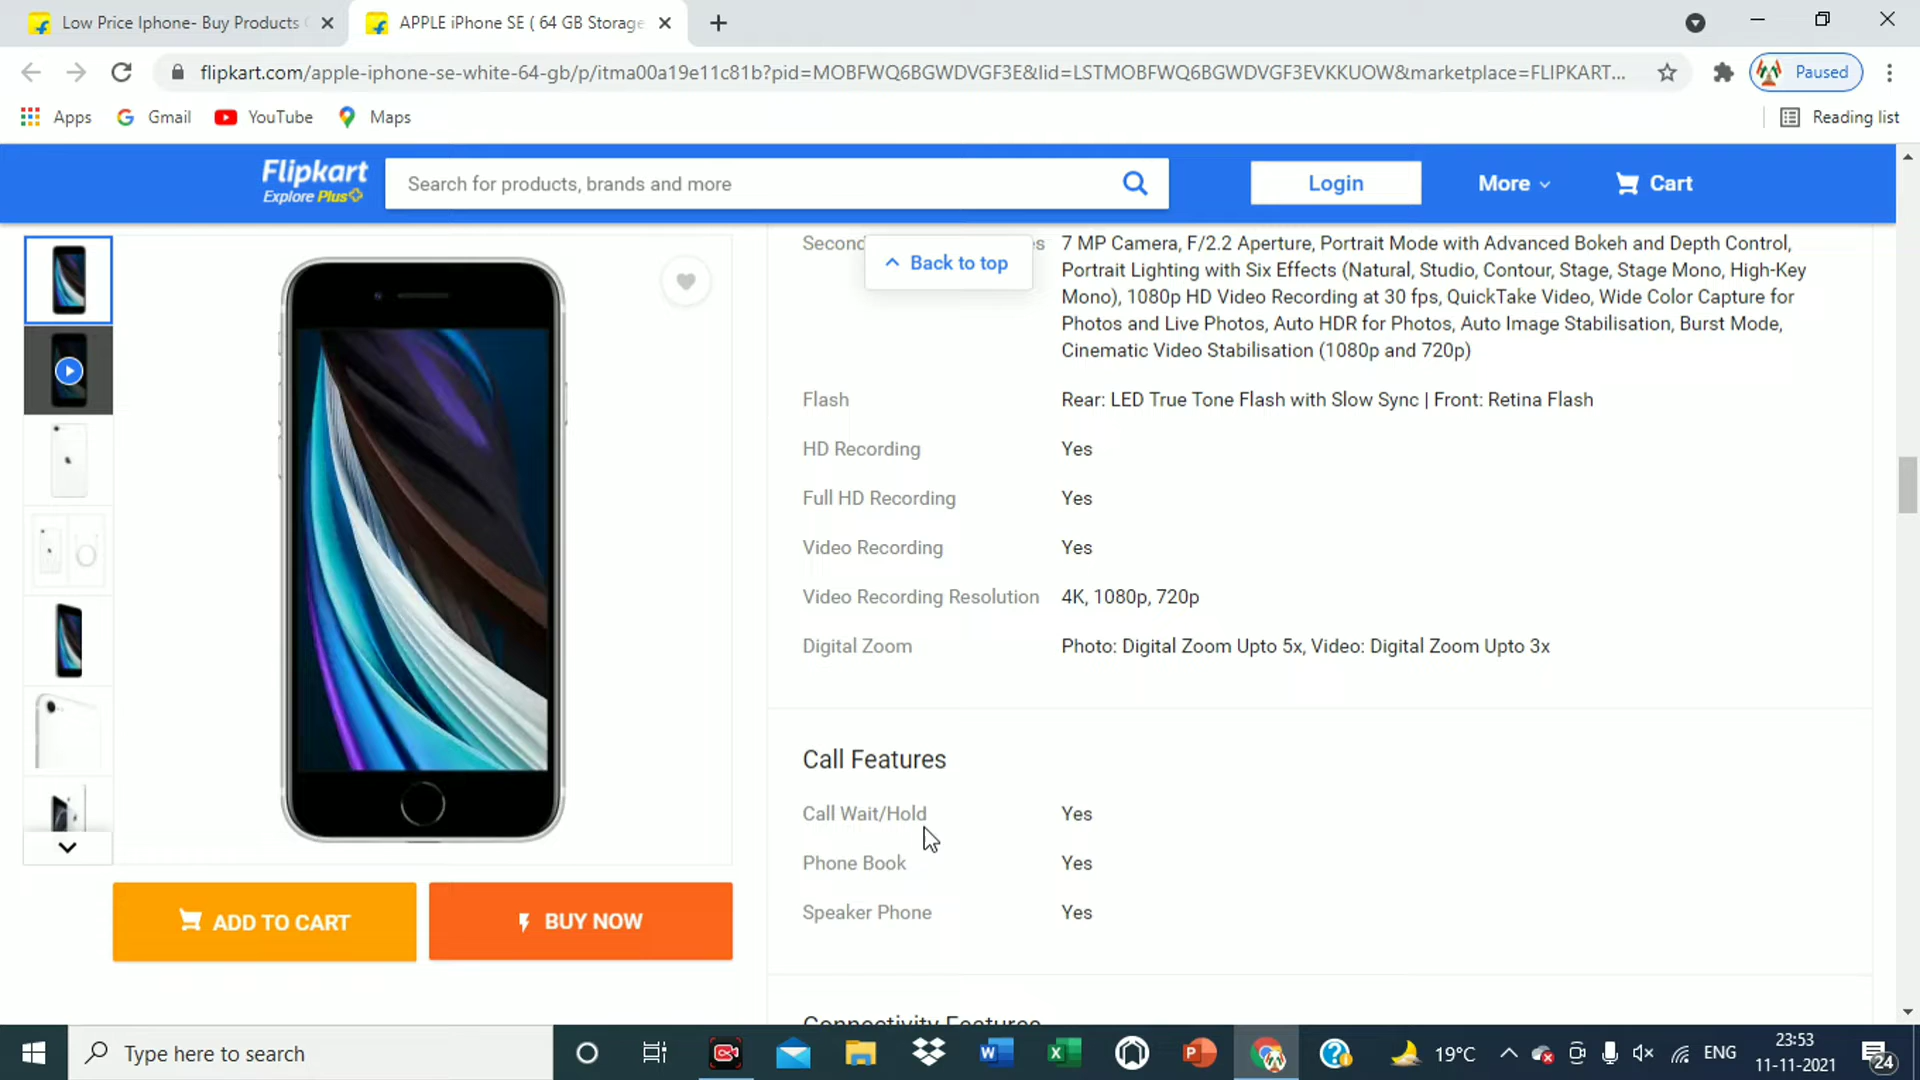 Low Price Iphone- Buy Products
APPLE iPhone SE ( 64 GB Storage
flipkart.com/apple-iphone-se-white-64-gb/p/itma00a19e11c81b?pid=MOBFWQ6BGWDVGF3E&lid=LSTMOBFWQ6BGWDVGF3EVKKUOW&marketplace=FLIPKART...
Paused
Apps
Gmail
YouTube
Maps
Reading list
Flipkart
Explore Plus
Search for products, brands and more
Login
More
Cart
Back to top
7 MP Camera, F/2.2 Aperture, Portrait Mode with Advanced Bokeh and Depth Control,
Portrait Lighting with Six Effects (Natural, Studio, Contour, Stage, Stage Mono, High-Key
Mono), 1080p HD Video Recording at 30 fps, QuickTake Video, Wide Color Capture for
Photos and Live Photos, Auto HDR for Photos, Auto Image Stabilisation, Burst Mode,
Cinematic Video Stabilisation (1080p and 720p)
Flash Rear: LED True Tone Flash with Slow Sync | Front: Retina Flash
HD Recording Yes
Full HD Recording Yes
Video Recording Yes
Video Recording Resolution 4K, 1080p, 720p
Digital Zoom Photo: Digital Zoom Upto 5x, Video: Digital Zoom Upto 3x
Call Features
Call Wait/Hold Yes
Phone Book Yes
Speaker Phone Yes
ADD TO CART
BUY NOW
Connectivity Features
Type here to search
19°C
ENG
23:53
11-11-2021
24